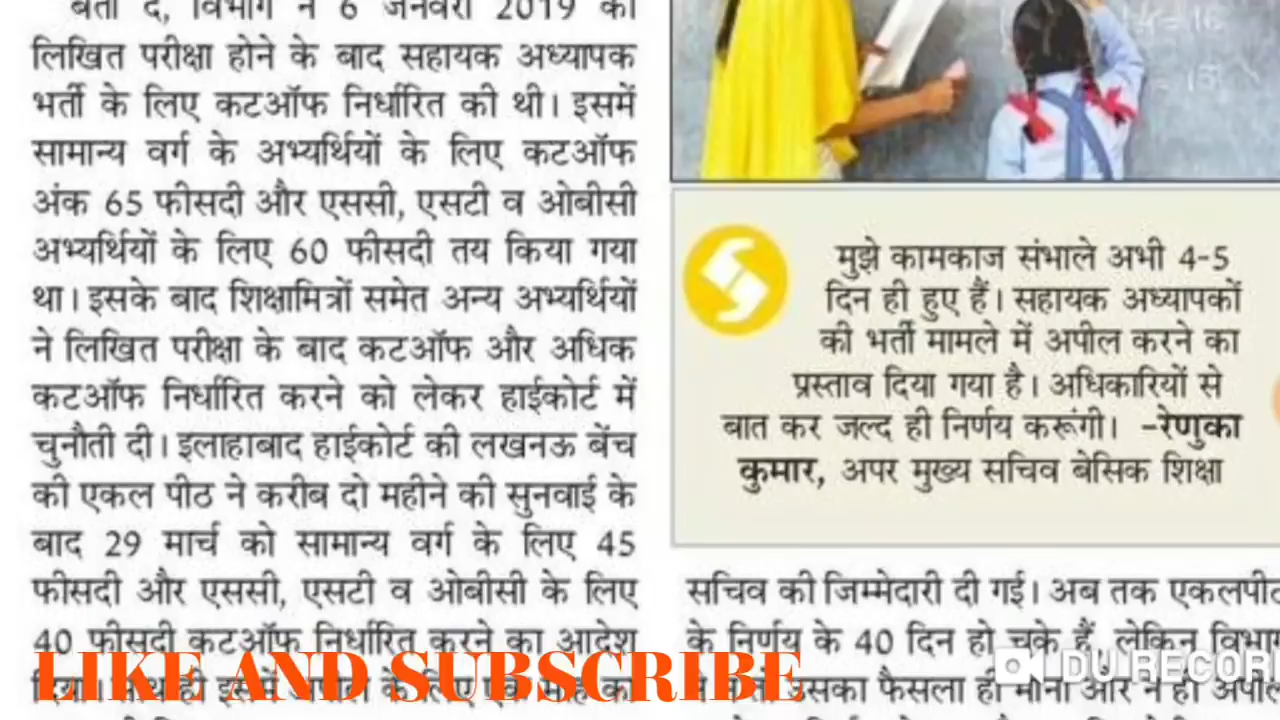 बता दें, विभाग ने 6 जनवरी 2019 को
लिखित परीक्षा होने के बाद सहायक अध्यापक
भर्ती के लिए कटऑफ निर्धारित की थी। इसमें
सामान्य वर्ग के अभ्यर्थियों के लिए कटऑफ
अंक 65 फीसदी और एससी, एसटी व ओबीसी
अभ्यर्थियों के लिए 60 फीसदी तय किया गया
था। इसके बाद शिक्षामित्रों समेत अन्य अभ्यर्थियों
ने लिखित परीक्षा के बाद कटऑफ और अधिक
कटऑफ निर्धारित करने को लेकर हाईकोर्ट में
चुनौती दी। इलाहाबाद हाईकोर्ट की लखनऊ बेंच
की एकल पीठ ने करीब दो महीने की सुनवाई के
बाद 29 मार्च को सामान्य वर्ग के लिए 45
फीसदी और एससी, एसटी व ओबीसी के लिए
40 फीसदी कटऑफ निर्धारित करने का आदेश
मुझे कामकाज संभाले अभी 4-5
दिन ही हुए हैं। सहायक अध्यापकों
की भर्ती मामले में अपील करने का
प्रस्ताव दिया गया है। अधिकारियों से
बात कर जल्द ही निर्णय करूंगी। -रेणुका
कुमार, अपर मुख्य सचिव बेसिक शिक्षा
सचिव की जिम्मेदारी दी गई। अब तक एकलपीठ
के निर्णय के 40 दिन हो चुके हैं, लेकिन विभाग
उसका फैसला ही माना और न ही अपील
LIKE AND SUBSCRIBE
DU RECOR